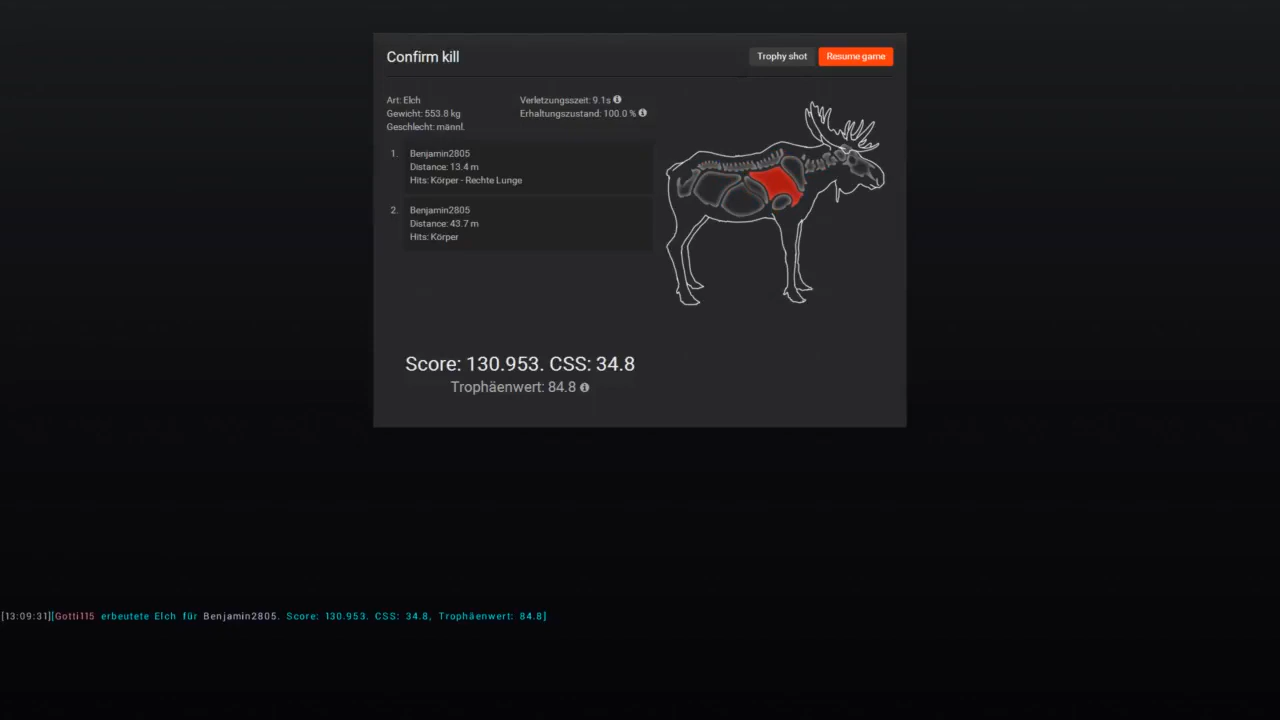 Confirm kill
Trophy shot
Resume game
Art: Elch
Gewicht: 553.8 kg
Geschlecht: männl.
Verletzungsszeit: 9.1s
Erhaltungszustand: 100.0 %
1. Benjamin2805
Distance: 13.4 m
Hits: Körper - Rechte Lunge
2. Benjamin2805
Distance: 43.7 m
Hits: Körper
Score: 130.953. CSS: 34.8
Trophäenwert: 84.8
[13:09:31][Gotti115 erbeutete Elch für Benjamin2805. Score: 130.953. CSS: 34.8, Trophäenwert: 84.8]